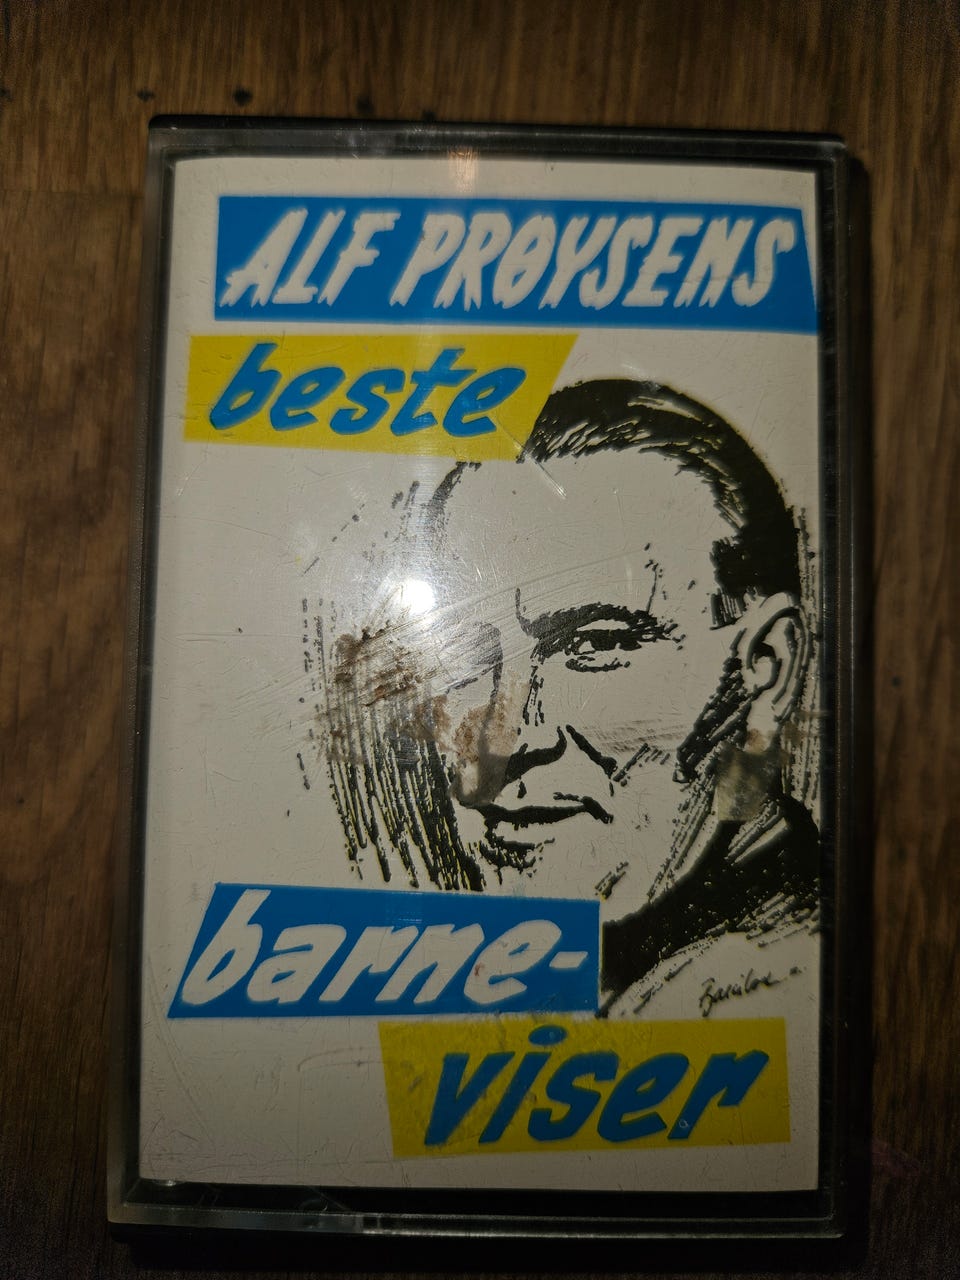 ALF PRØYSENS
beste
barne-
viser